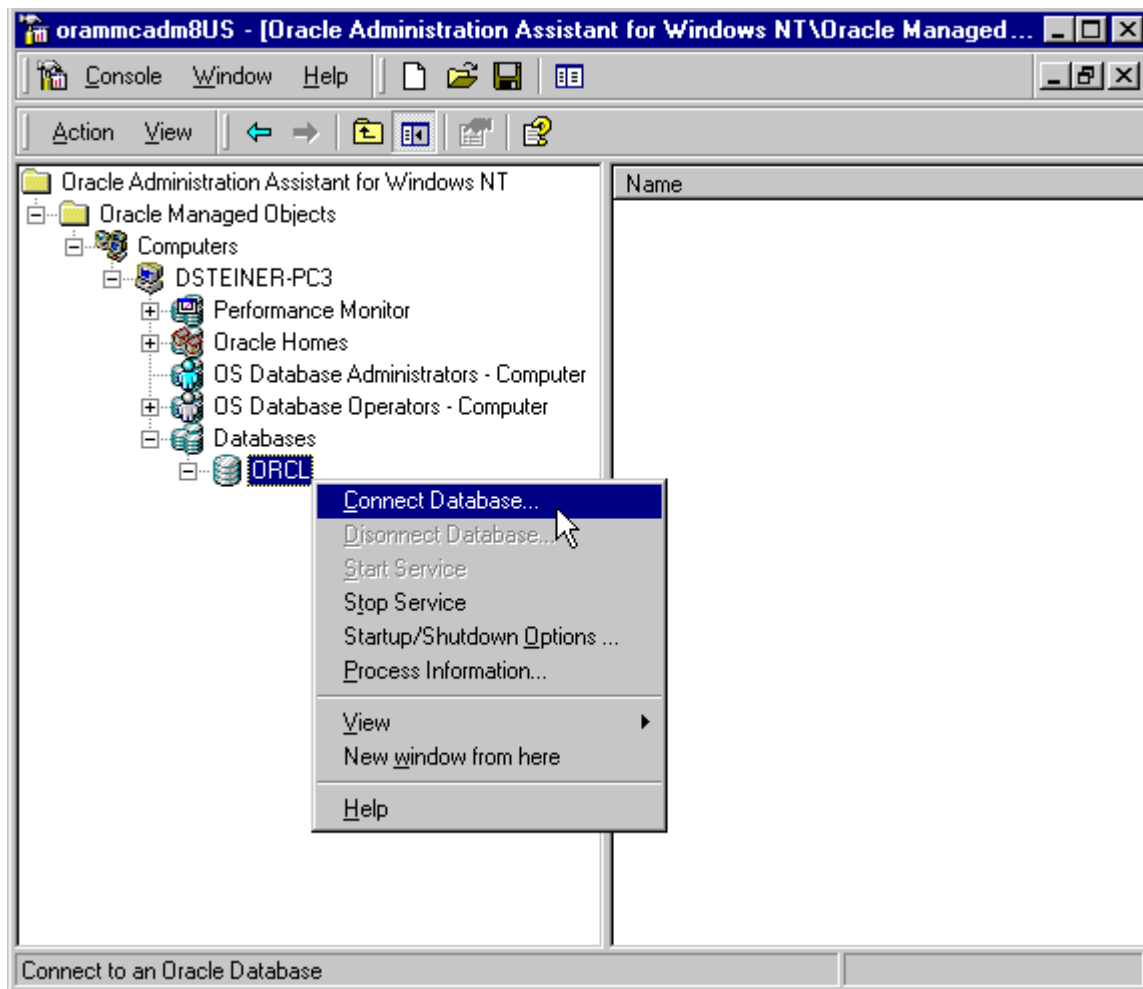 orammcadm8US - [Oracle Administration Assistant for Windows NT\Oracle Managed...
Console Window Help
Action View
Oracle Administration Assistant for Windows NT
Name
Oracle Managed Objects
Computers
DSTEINER-PC3
Performance Monitor
Oracle Homes
OS Database Administrators - Computer
OS Database Operators - Computer
Databases
ORCL
Connect Database...
Disonnect Database...
Start Service
Stop Service
Startup/Shutdown Options ...
Process Information...
View
New window from here
Help
Connect to an Oracle Database